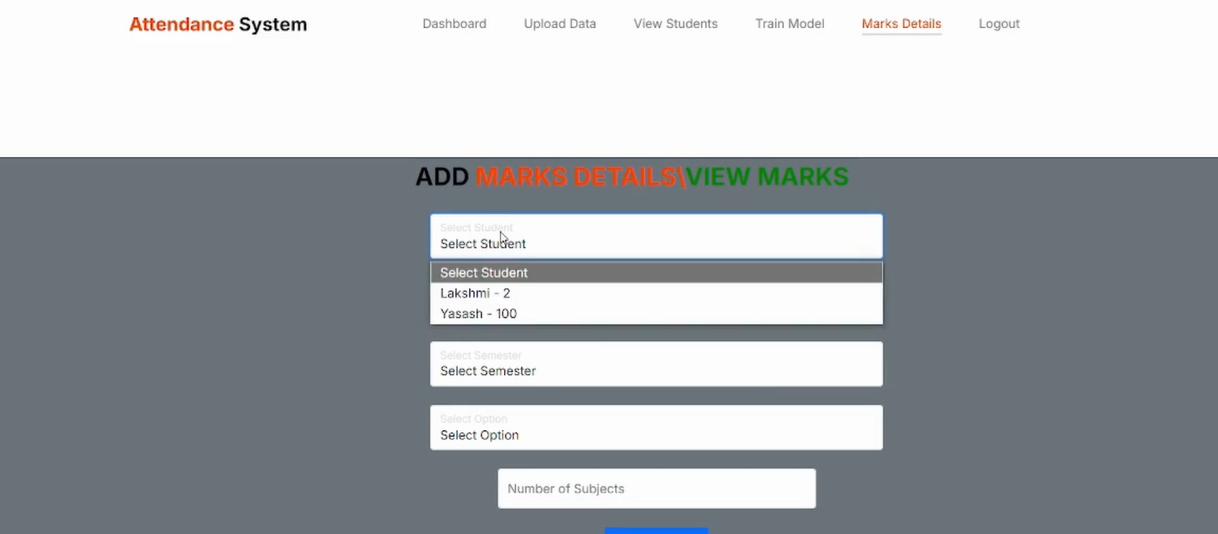 Attendance System Dashboard Upload Data View Students Train Model Marks Details Logout
ADD MARKS DETAILS\VIEW MARKS
Select Student
Select Student
Select Student
Lakshmi - 2
Yasash - 100
Select Semester
Select Semester
Select Option
Select Option
Number of Subjects